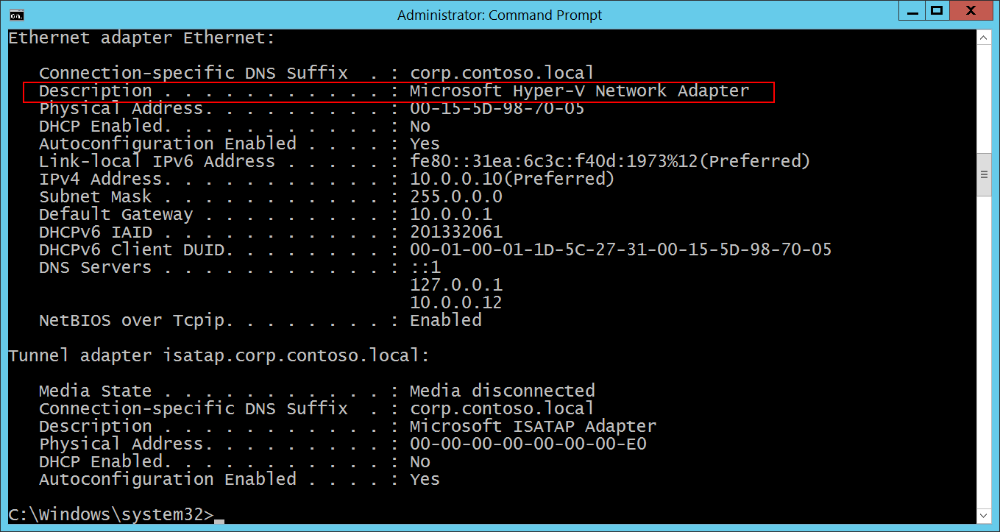 Administrator: Command Prompt
Ethernet adapter Ethernet:
Connection-specific DNS Suffix  . : corp.contoso.local
Description . . . . . . . . . . . : Microsoft Hyper-V Network Adapter
Physical Address. . . . . . . . . : 00-15-5D-98-70-05
DHCP Enabled. . . . . . . . . . . : No
Autoconfiguration Enabled . . . . : Yes
Link-local IPv6 Address . . . . . : fe80::31ea:6c3c:f40d:1973%12(Preferred)
IPv4 Address. . . . . . . . . . . : 10.0.0.10(Preferred)
Subnet Mask . . . . . . . . . . . : 255.0.0.0
Default Gateway . . . . . . . . . : 10.0.0.1
DHCPv6 IAID . . . . . . . . . . . : 201332061
DHCPv6 Client DUID. . . . . . . . : 00-01-00-01-1D-5C-27-31-00-15-5D-98-70-05
DNS Servers . . . . . . . . . . . : ::1
127.0.0.1
10.0.0.12
NetBIOS over Tcpip. . . . . . . . : Enabled
Tunnel adapter isatap.corp.contoso.local:
Media State . . . . . . . . . . . : Media disconnected
Connection-specific DNS Suffix  . : corp.contoso.local
Description . . . . . . . . . . . : Microsoft ISATAP Adapter
Physical Address. . . . . . . . . : 00-00-00-00-00-00-00-E0
DHCP Enabled. . . . . . . . . . . : No
Autoconfiguration Enabled . . . . : Yes
C:\Windows\system32>_